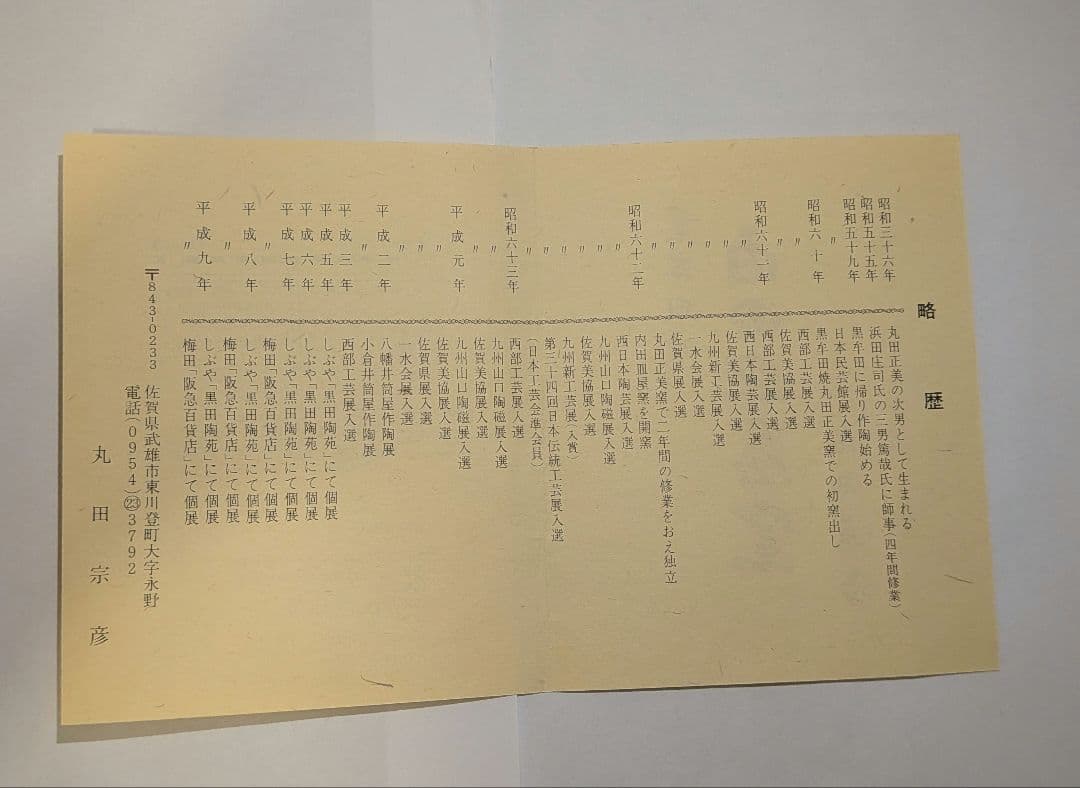 略歴
昭和三十六年 丸田正美の次男として生まれる
昭和五十五年 浜田庄司氏の三男篤哉氏に師事(四年間修業)
昭和五十九年 黒牟田に掃り作陶始める
〃 日本民芸館展入選
昭和六十年 黒牟田焼丸田正美窯での初窯出し
〃 西部工芸展入選
〃 佐賀美協展入選
昭和六十一年 西部工芸展入選
〃 西日本陶芸展入選
〃 佐賀美協展入選
〃 九州新工芸展入選
〃 一水会展入選
〃 佐賀県展入選
〃 丸田正美窯で二年間の修業をおえ独立
昭和六十二年 内田皿屋窯を開窯
〃 西日本陶芸展入選
〃 九州山口陶磁展入選
〃 佐賀美協展入選
〃 九州新工芸展(入賞)
〃 第三十四回日本伝統工芸展入選
〃 (日本工芸会準会員)
昭和六十三年 西部工芸展入選
〃 九州山口陶磁展入選
〃 佐賀美協展入選
平成元年 九州山口陶磁展入選
〃 佐賀美協展入選
〃 佐賀県展入選
〃 一水会展入選
平成二年 八幡井筒屋作陶展
〃 小倉井筒屋作陶展
平成三年 西部工芸展入選
平成五年 しぶや「黒田陶苑」にて個展
平成六年 しぶや「黒田陶苑」にて個展
平成七年 しぶや「黒田陶苑」にて個展
〃 梅田「阪急百貨店」にて個展
平成八年 しぶや「黒田陶苑」にて個展
〃 梅田「阪急百貨店」にて個展
平成九年 しぶや「黒田陶苑」にて個展
〃 梅田「阪急百貨店」にて個展
〒843-0233 佐賀県武雄市東川登町大字永野
電話(0954)㉓3792
丸田宗彦